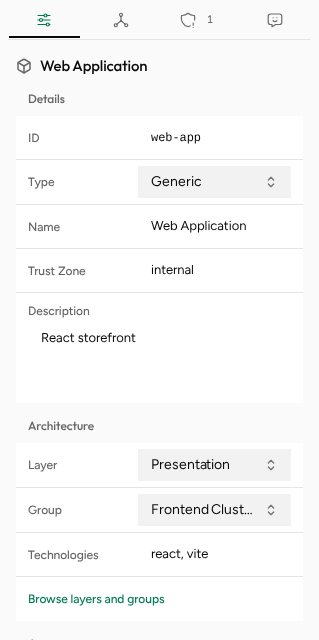 1
Web Application
Details
ID web-app
Type Generic
Name Web Application
Trust Zone internal
Description
React storefront
Architecture
Layer Presentation
Group Frontend Clust...
Technologies react, vite
Browse layers and groups